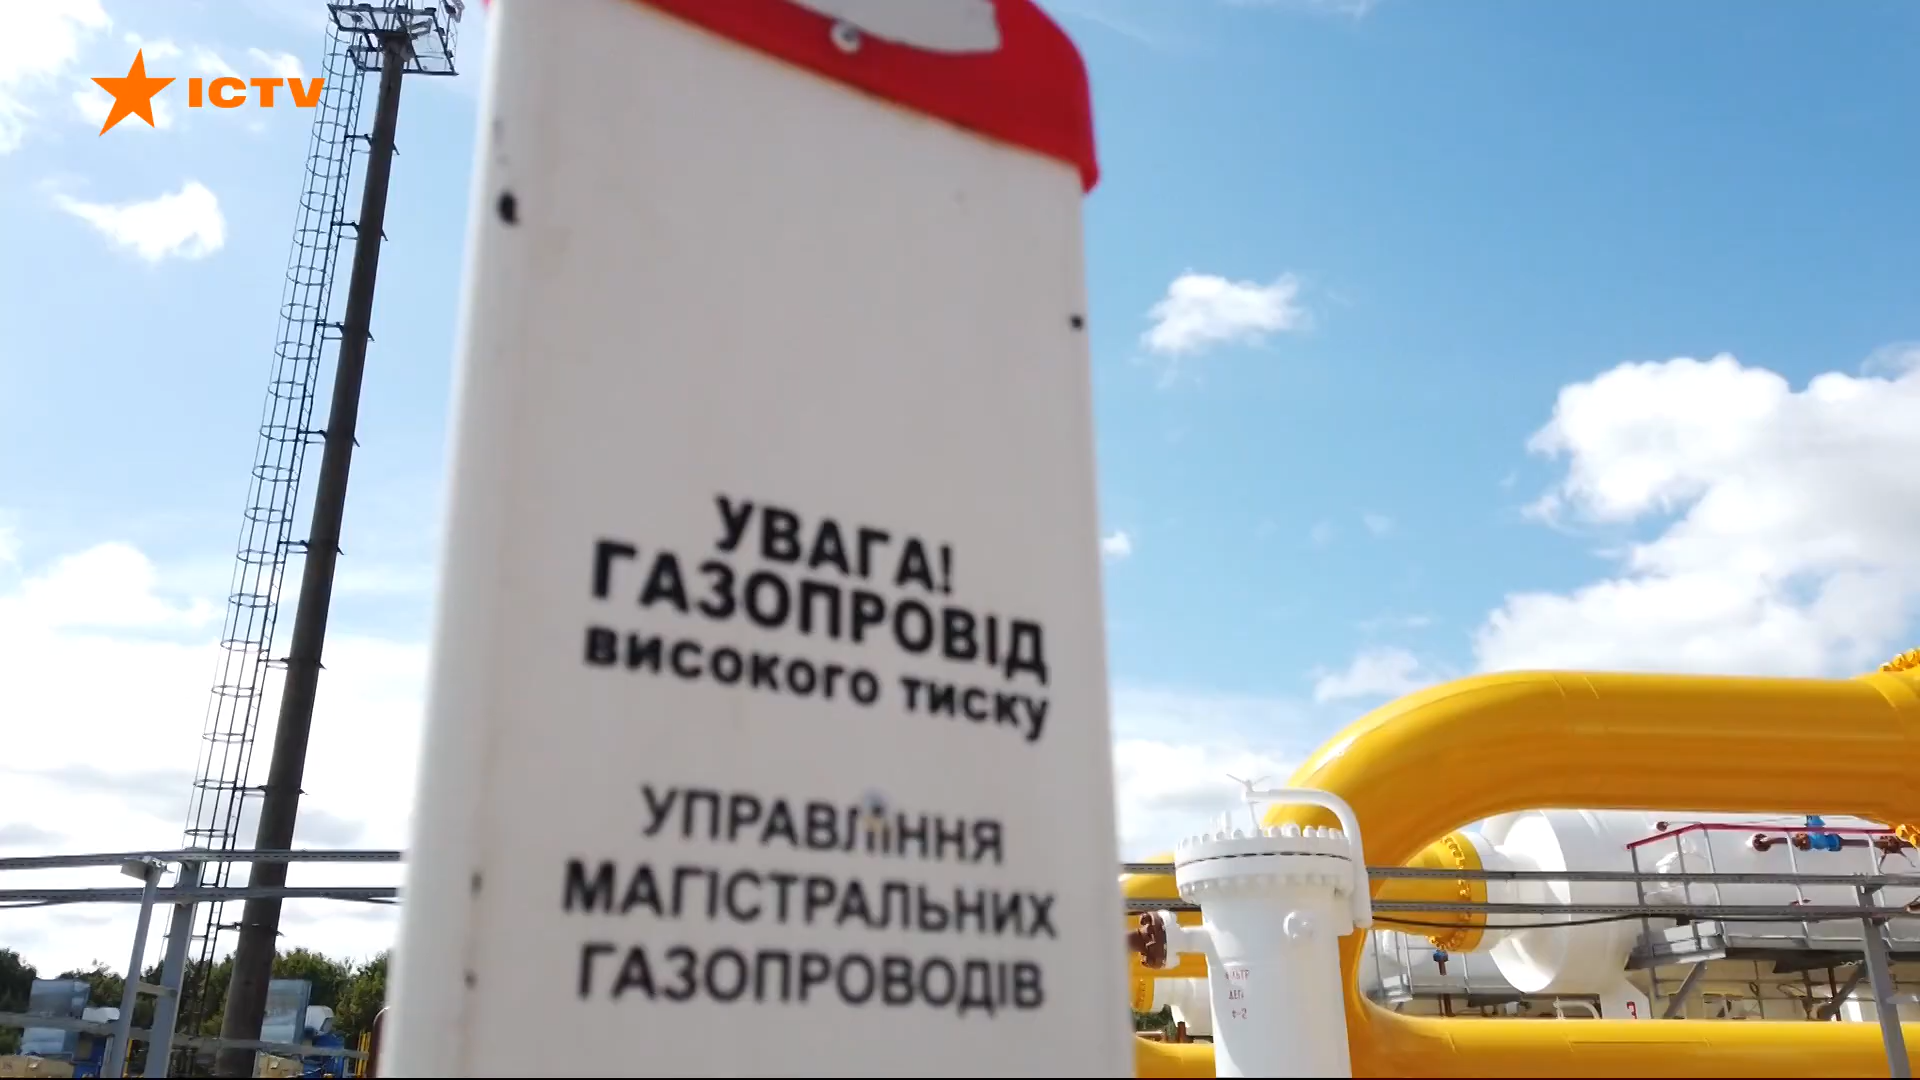 ICTV
УВАГА!
ГАЗОПРОВІД
високого тиску
УПРАВЛІННЯ
МАГІСТРАЛЬНИХ
ГАЗОПРОВОДІВ